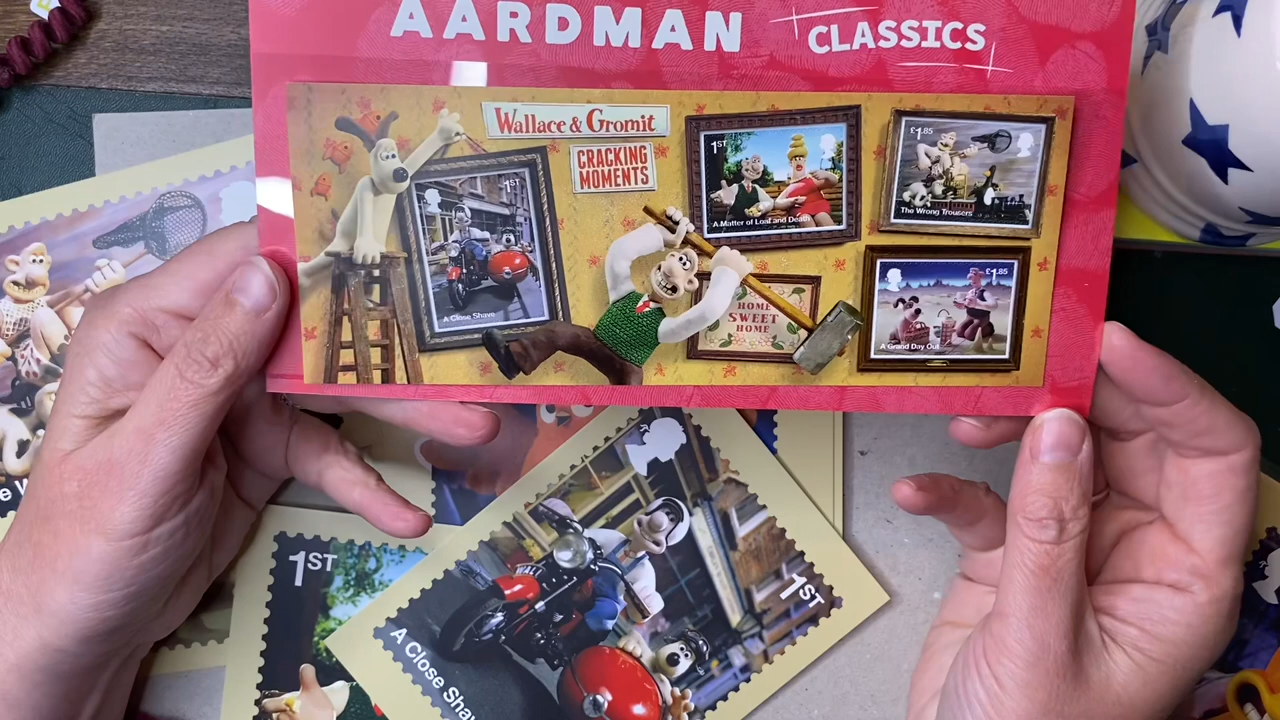 AARDMAN
CLASSICS
Wallace & Gromit
CRACKING
MOMENTS
1ST
A Close Shave
1ST
A Matter of Loaf and Death
£1.85
The Wrong Trousers
HOME
SWEET
HOME
£1.85
A Grand Day Out
1ST
1ST
A Close Shav